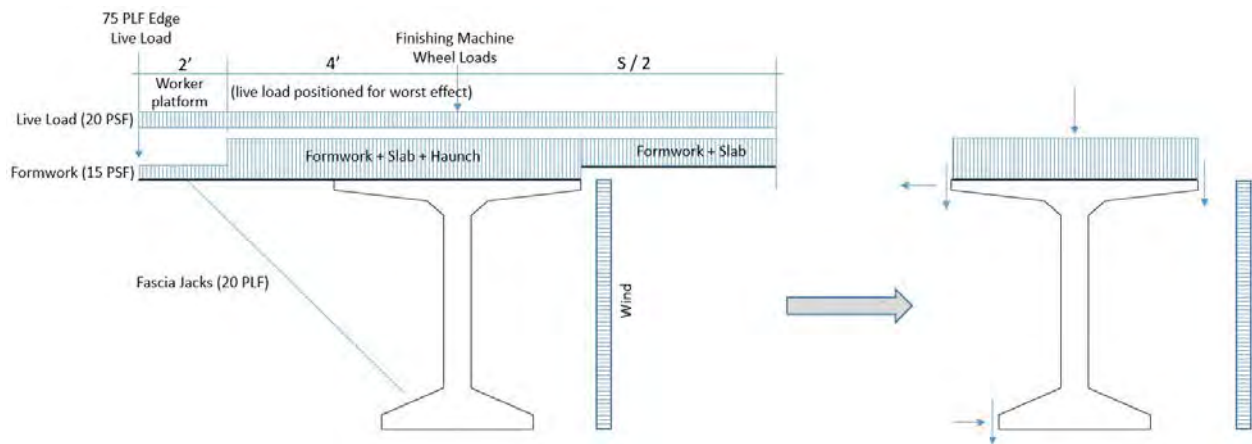 75 PLF Edge
Live Load
2'
4'
Finishing Machine
Wheel Loads
S / 2
Worker
platform
(live load positioned for worst effect)
Live Load (20 PSF)
Formwork + Slab + Haunch
Formwork + Slab
Formwork (15 PSF)
Fascia Jacks (20 PLF)
Wind